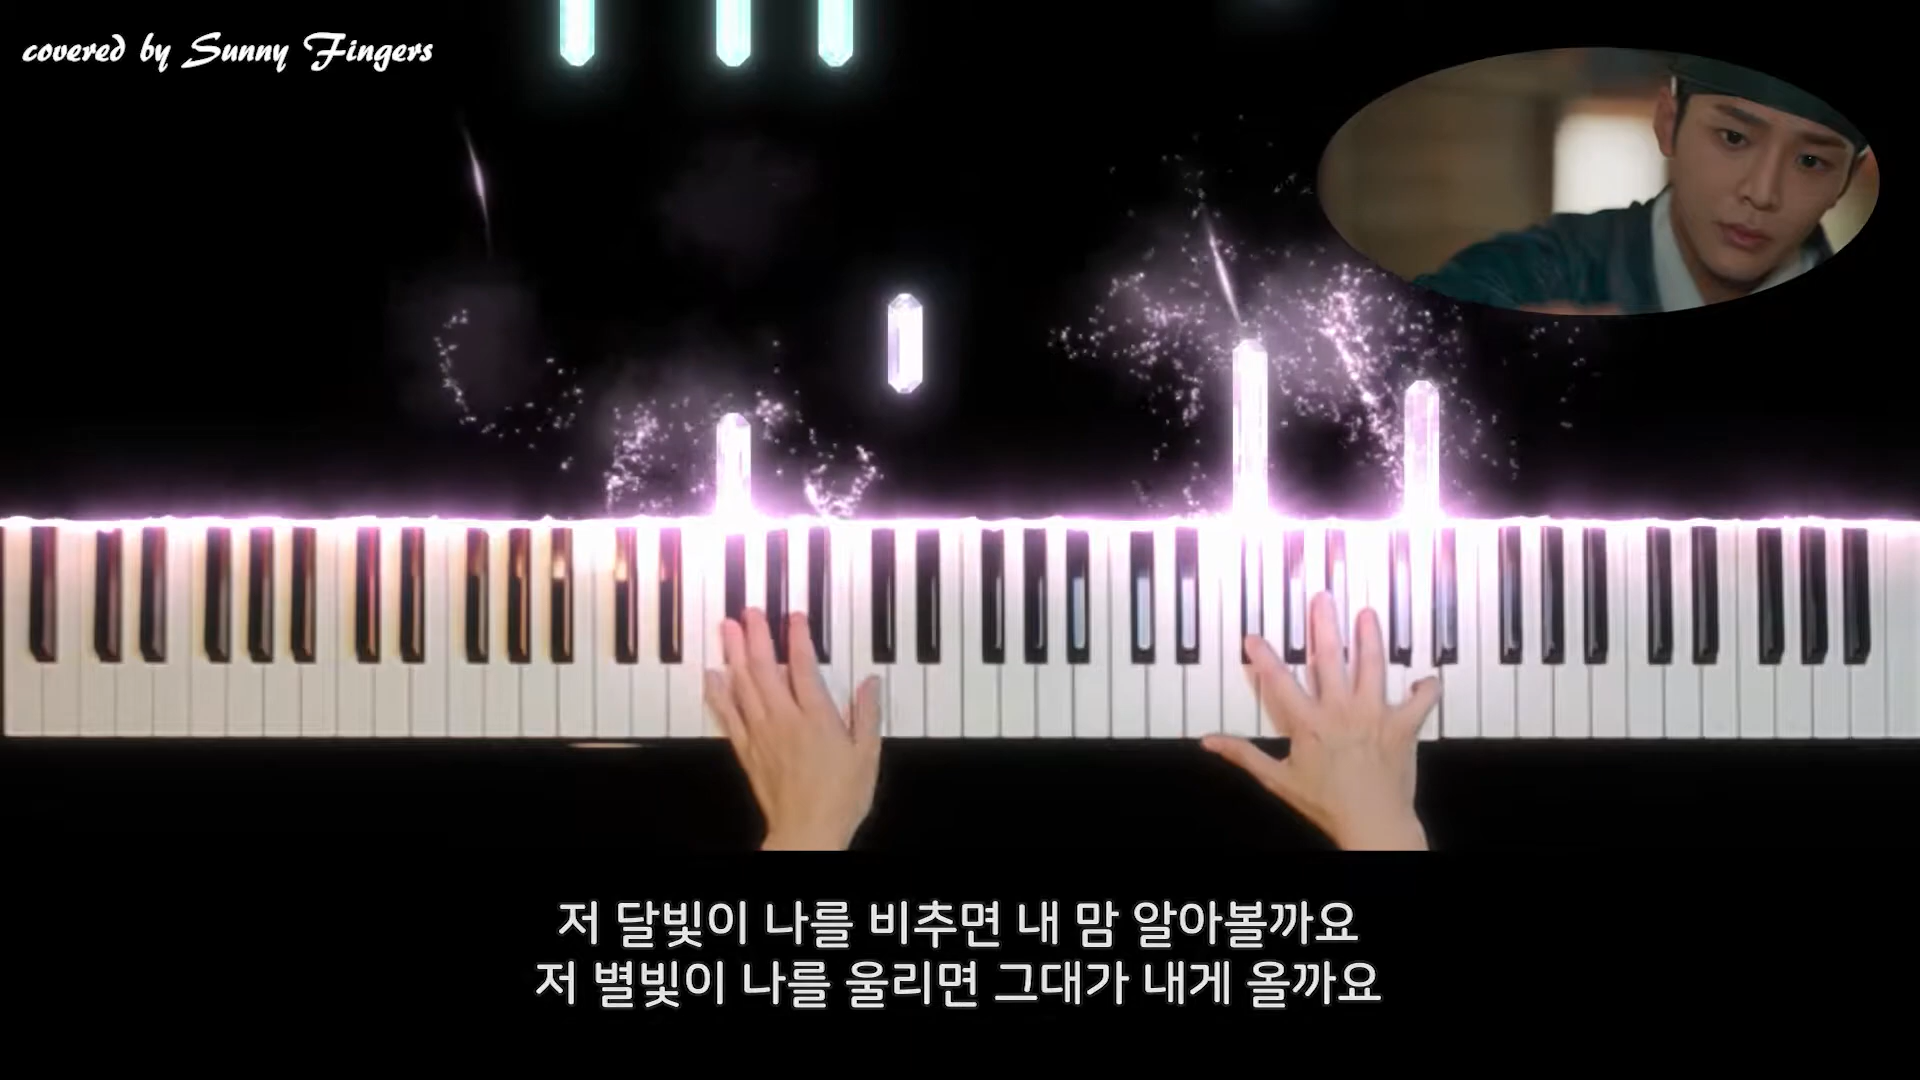 covered by Sunny Fingers
저 달빛이 나를 비추면 내 맘 알아볼까요
저 별빛이 나를 울리면 그대가 내게 올까요